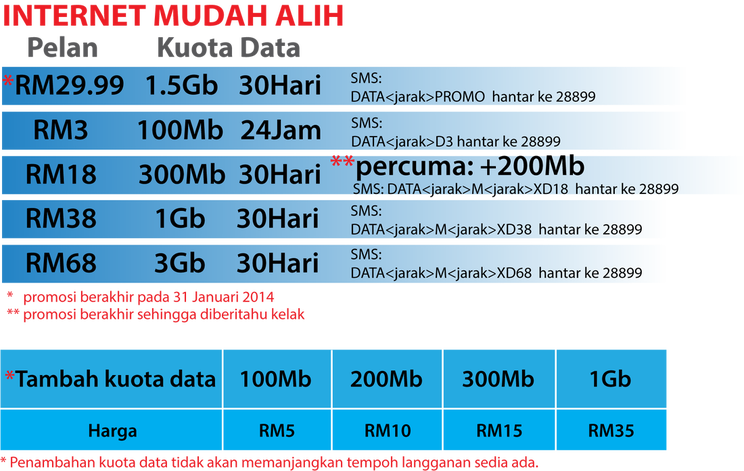 INTERNET MUDAH ALIH
Pelan Kuota Data
*RM29.99 1.5Gb 30Hari SMS:
DATA<jarak>PROMO hantar ke 28899
RM3 100Mb 24Jam SMS:
DATA<jarak>D3 hantar ke 28899
RM18 300Mb 30Hari **percuma: +200Mb
SMS: DATA<jarak>M<jarak>XD18 hantar ke 28899
RM38 1Gb 30Hari SMS:
DATA<jarak>M<jarak>XD38 hantar ke 28899
RM68 3Gb 30Hari SMS:
DATA<jarak>M<jarak>XD68 hantar ke 28899
* promosi berakhir pada 31 Januari 2014
** promosi berakhir sehingga diberitahu kelak
*Tambah kuota data 100Mb 200Mb 300Mb 1Gb
Harga RM5 RM10 RM15 RM35
* Penambahan kuota data tidak akan memanjangkan tempoh langganan sedia ada.